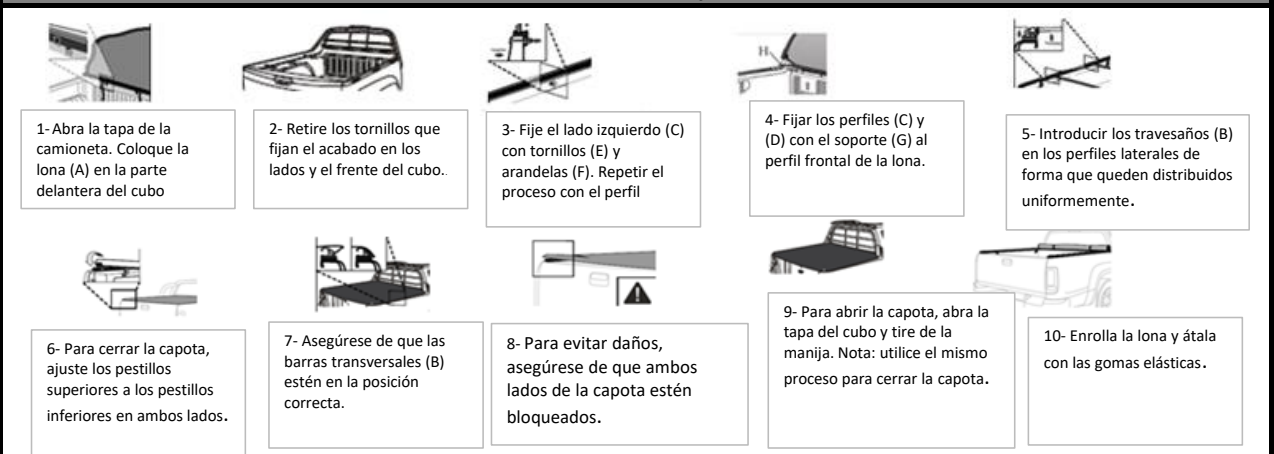 1- Abra la tapa de la
camioneta. Coloque la
lona (A) en la parte
delantera del cubo
2- Retire los tornillos que
fijan el acabado en los
lados y el frente del cubo..
3- Fije el lado izquierdo (C)
con tornillos (E) y
arandelas (F). Repetir el
proceso con el perfil
H
4- Fijar los perfiles (C) y
(D) con el soporte (G) al
perfil frontal de la lona.
5- Introducir los travesaños (B)
en los perfiles laterales de
forma que queden distribuidos
uniformemente.
6- Para cerrar la capota,
ajuste los pestillos
superiores a los pestillos
inferiores en ambos lados.
7- Asegúrese de que las
barras transversales (B)
estén en la posición
correcta.
8- Para evitar daños,
asegúrese de que ambos
lados de la capota estén
bloqueados.
9- Para abrir la capota, abra la
tapa del cubo y tire de la
manija. Nota: utilice el mismo
proceso para cerrar la capota.
10- Enrolla la lona y átala
con las gomas elásticas.